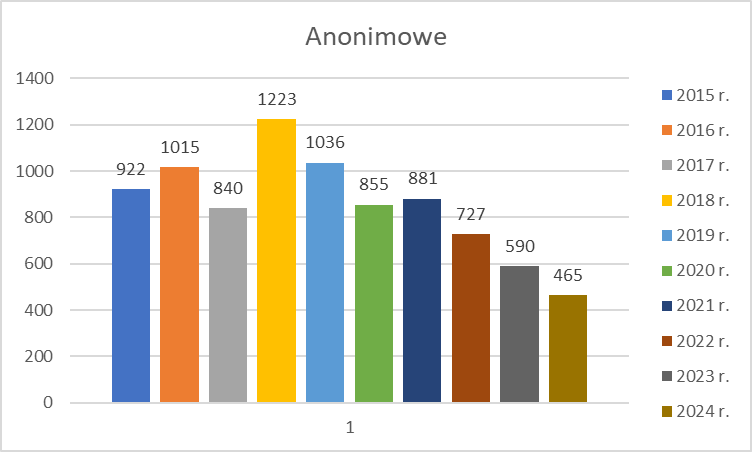 Anonimowe
1400
1200
1000
800
600
400
200
0
922
1015
840
1223
1036
855
881
727
590
465
1
2015 r.
2016 r.
2017 r.
2018 r.
2019 r.
2020 r.
2021 r.
2022 r.
2023 r.
2024 r.